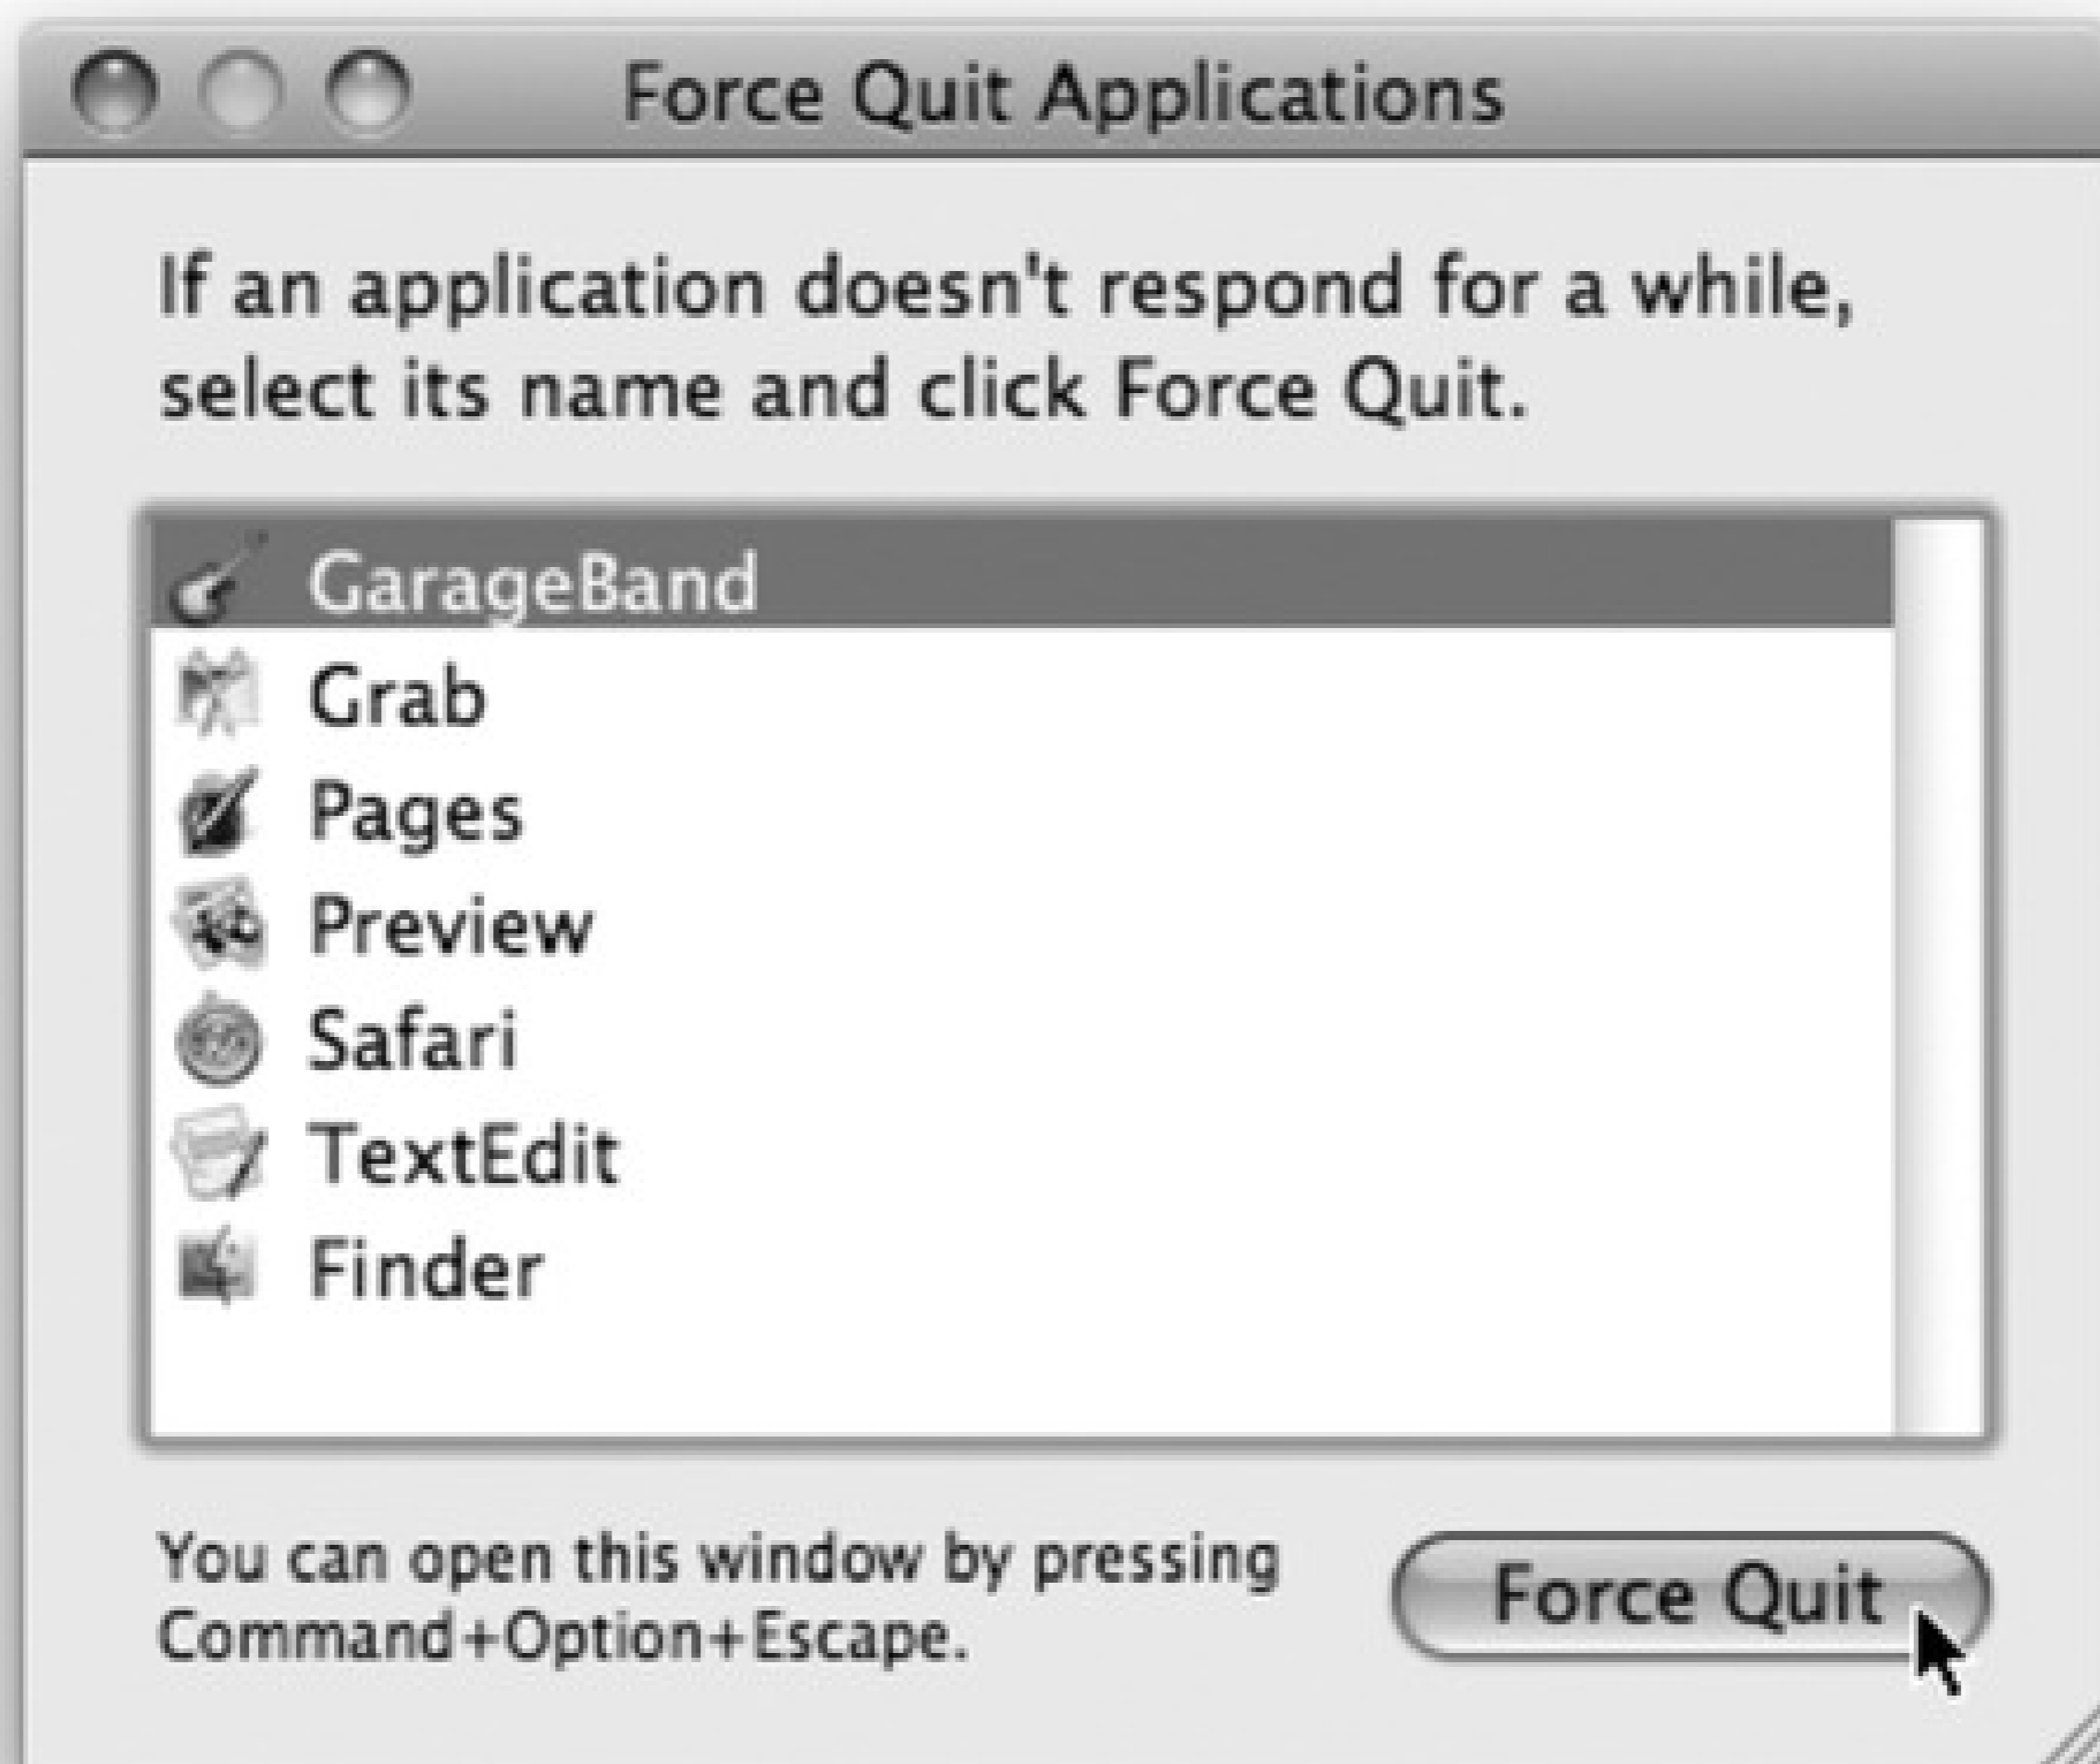 Force Quit Applications
If an application doesn't respond for a while,
select its name and click Force Quit.
GarageBand
Grab
Pages
Preview
Safari
TextEdit
Finder
You can open this window by pressing
Command+Option+Escape.
Force Quit